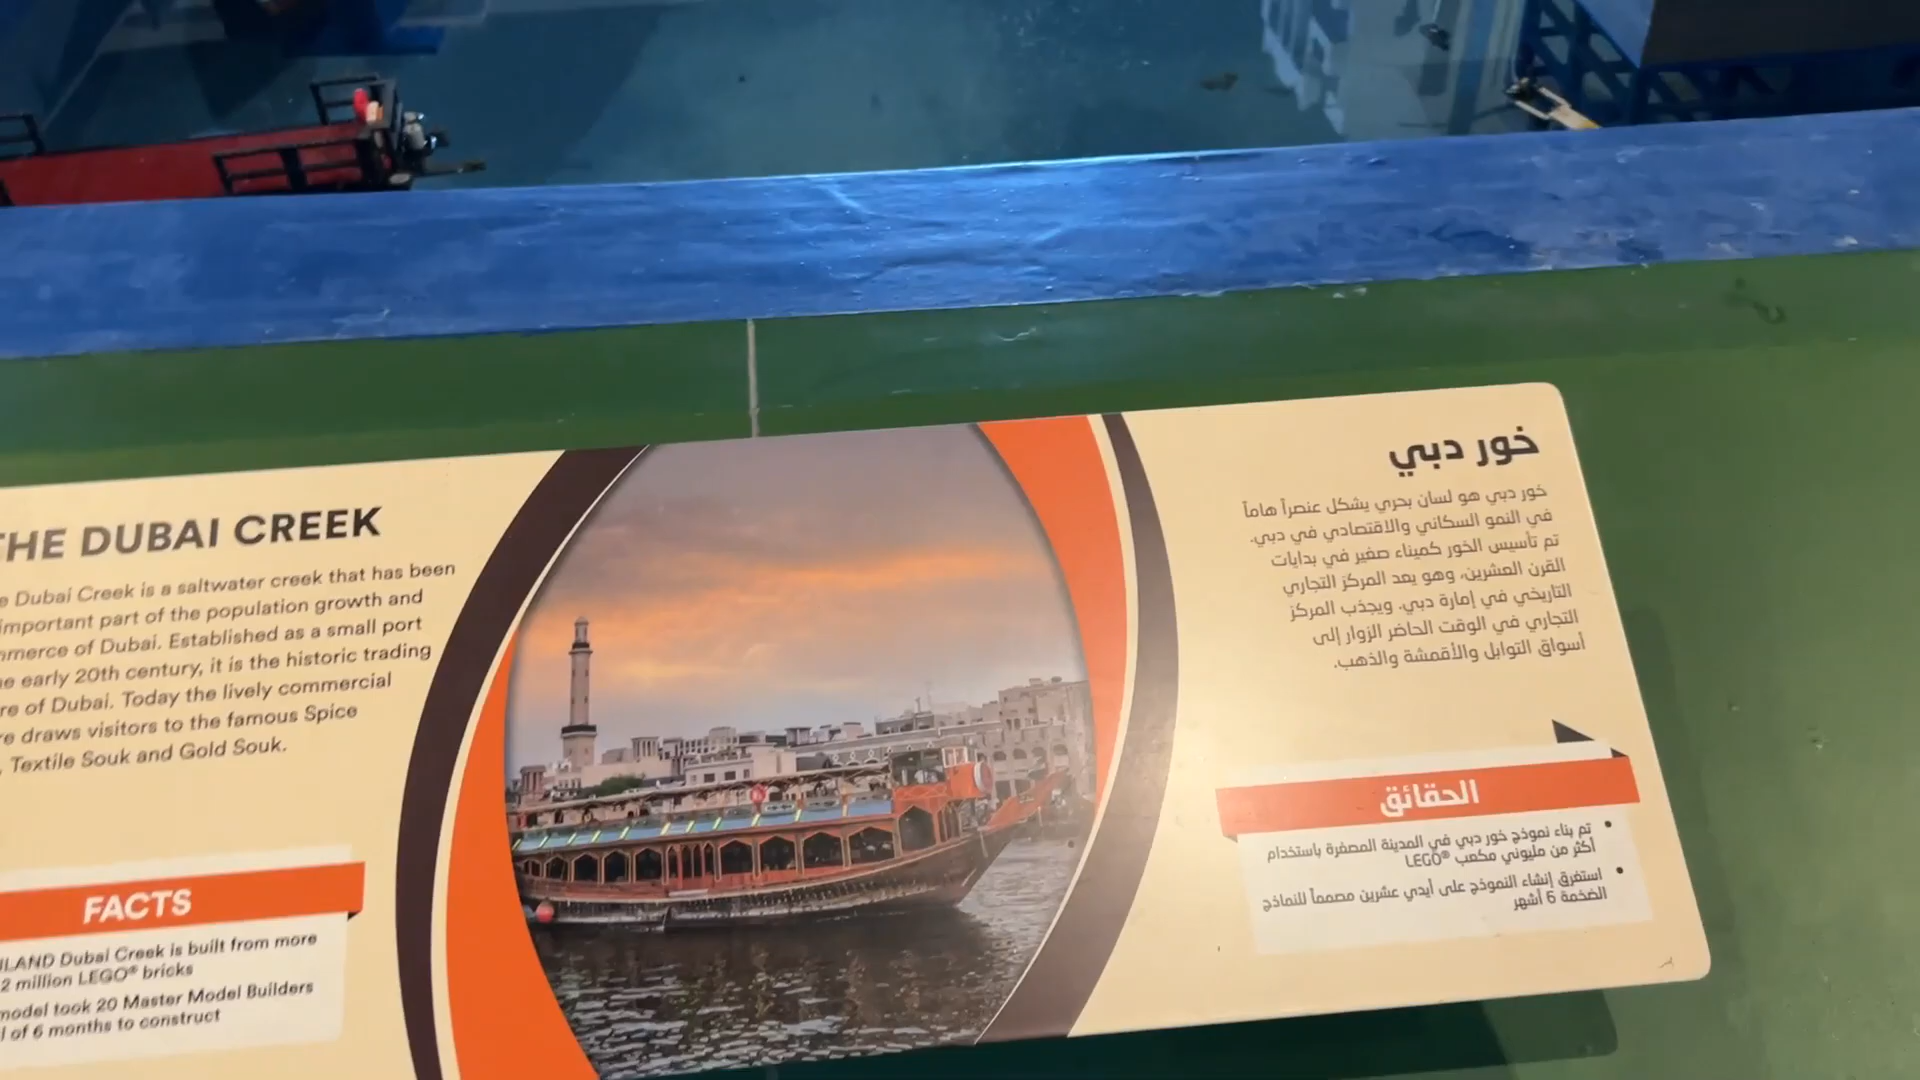 THE DUBAI CREEK
Dubai Creek is a saltwater creek that has been
important part of the population growth and
of Dubai. Established as a small port
early 20th century, it is the historic trading
of Dubai. Today the lively commercial
draws visitors to the famous Spice
, Textile Souk and Gold Souk.
FACTS
Dubai Creek is built from more
2 million LEGO® bricks
model took 20 Master Model Builders
of 6 months to construct
خور دبي
خور دبي هو لسان بحري يشكل عنصراً هاماً
في النمو السكاني والاقتصادي في دبي.
تم تأسيس الخور كميناء صغير في بدايات
القرن العشرين، وهو يعد المركز التجاري
التاريخي في إمارة دبي. ويجذب المركز
التجاري في الوقت الحاضر الزوار إلى
أسواق التوابل والأقمشة والذهب.
الحقائق
• تم بناء نموذج خور دبي في المدينة المصغرة باستخدام
أكثر من مليوني مكعب LEGO®
• استغرق إنشاء النموذج على أيدي عشرين مصمماً للنماذج
الضخمة 6 أشهر